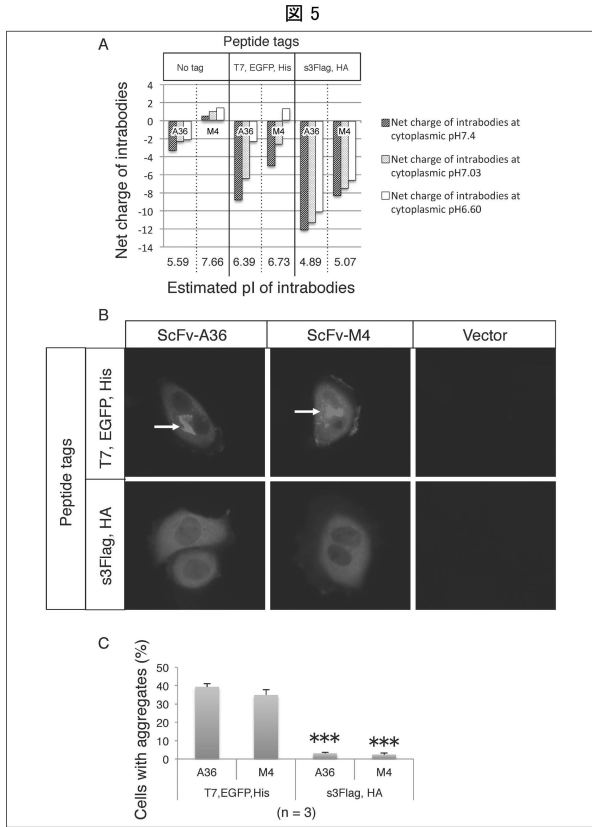 図 5
A
Peptide tags
No tag
T7, EGFP, His
s3Flag, HA
Net charge of intrabodies
4
2
0
-2
-4
-6
-8
-10
-12
-14
A36
M4
A36
M4
A36
M4
5.59
7.66
6.39
6.73
4.89
5.07
Estimated pI of intrabodies
Net charge of intrabodies at
cytoplasmic pH7.4
Net charge of intrabodies at
cytoplasmic pH7.03
Net charge of intrabodies at
cytoplasmic pH6.60
B
ScFv-A36
ScFv-M4
Vector
Peptide tags
T7, EGFP, His
s3Flag, HA
C
Cells with aggregates (%)
50
40
30
20
10
0
***
***
A36
M4
A36
M4
T7,EGFP,His
s3Flag, HA
(n = 3)